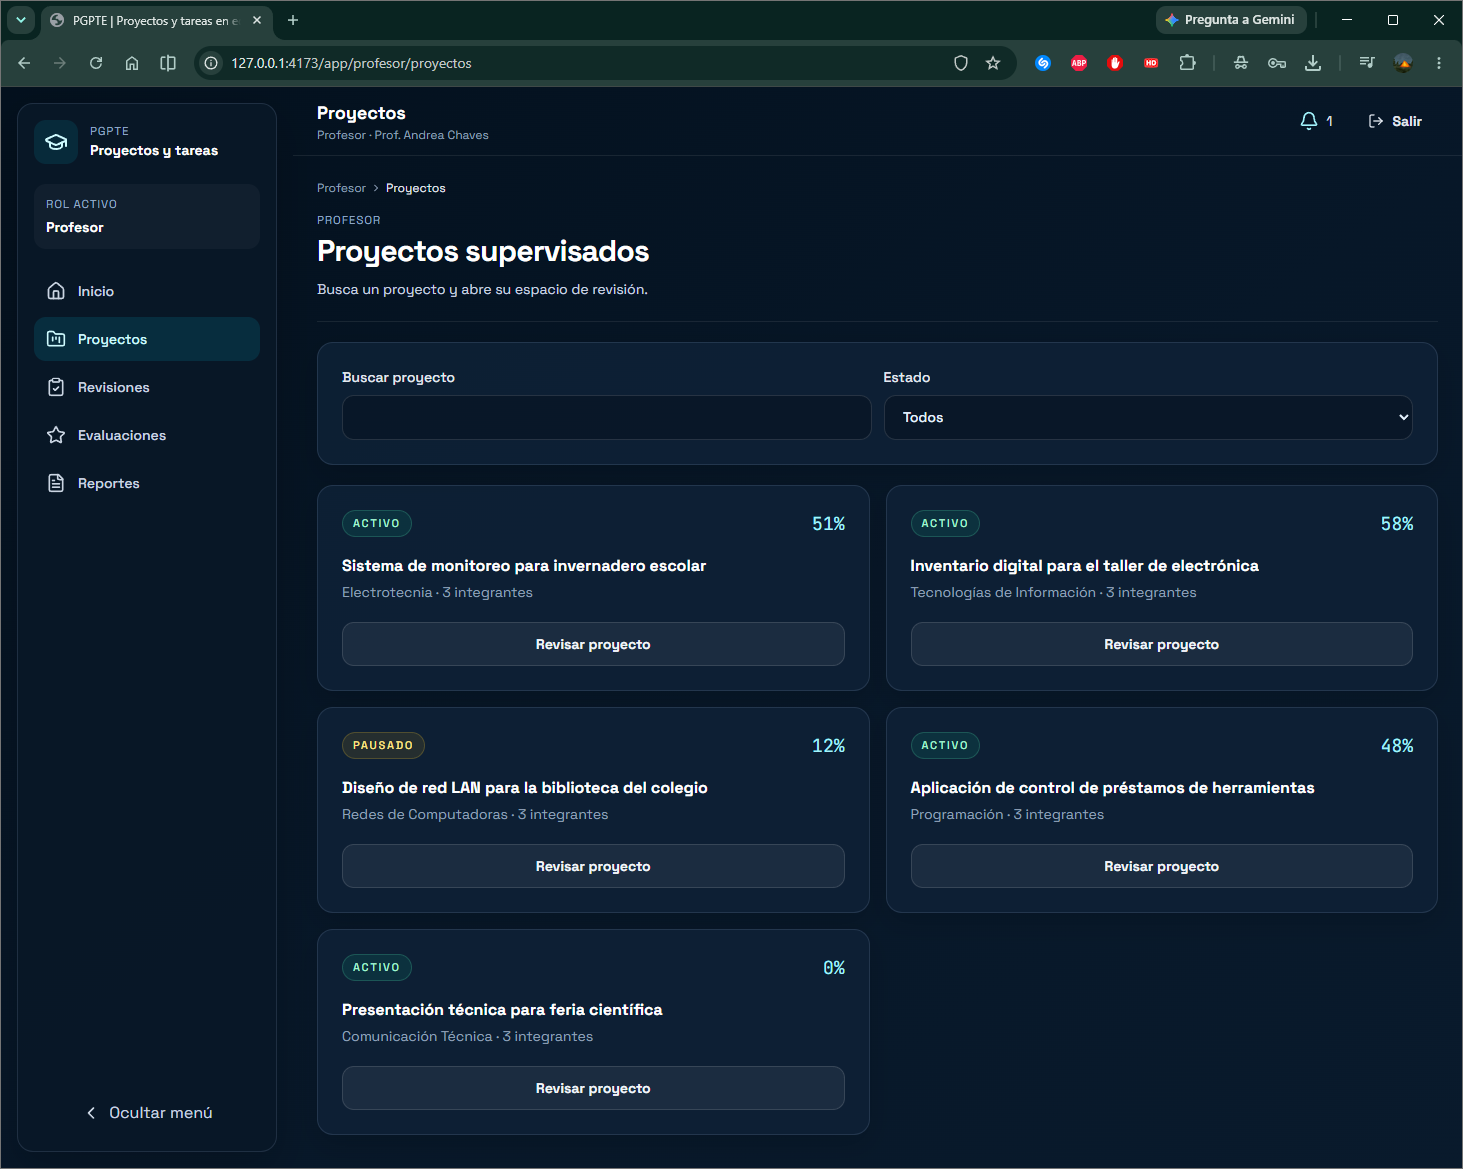 PGPTE | Proyectos y tareas en e
Pregunta a Gemini
127.0.0.1:4173/app/profesor/proyectos
ABP
HD
PGPTE
Proyectos y tareas
ROL ACTIVO
Profesor
Inicio
Proyectos
Revisiones
Evaluaciones
Reportes
Ocultar menú
Proyectos
Profesor · Prof. Andrea Chaves
1
Salir
Profesor > Proyectos
PROFESOR
Proyectos supervisados
Busca un proyecto y abre su espacio de revisión.
Buscar proyecto
Estado
Todos
ACTIVO
51%
Sistema de monitoreo para invernadero escolar
Electrotecnia · 3 integrantes
Revisar proyecto
ACTIVO
58%
Inventario digital para el taller de electrónica
Tecnologías de Información · 3 integrantes
Revisar proyecto
PAUSADO
12%
Diseño de red LAN para la biblioteca del colegio
Redes de Computadoras · 3 integrantes
Revisar proyecto
ACTIVO
48%
Aplicación de control de préstamos de herramientas
Programación · 3 integrantes
Revisar proyecto
ACTIVO
0%
Presentación técnica para feria científica
Comunicación Técnica · 3 integrantes
Revisar proyecto